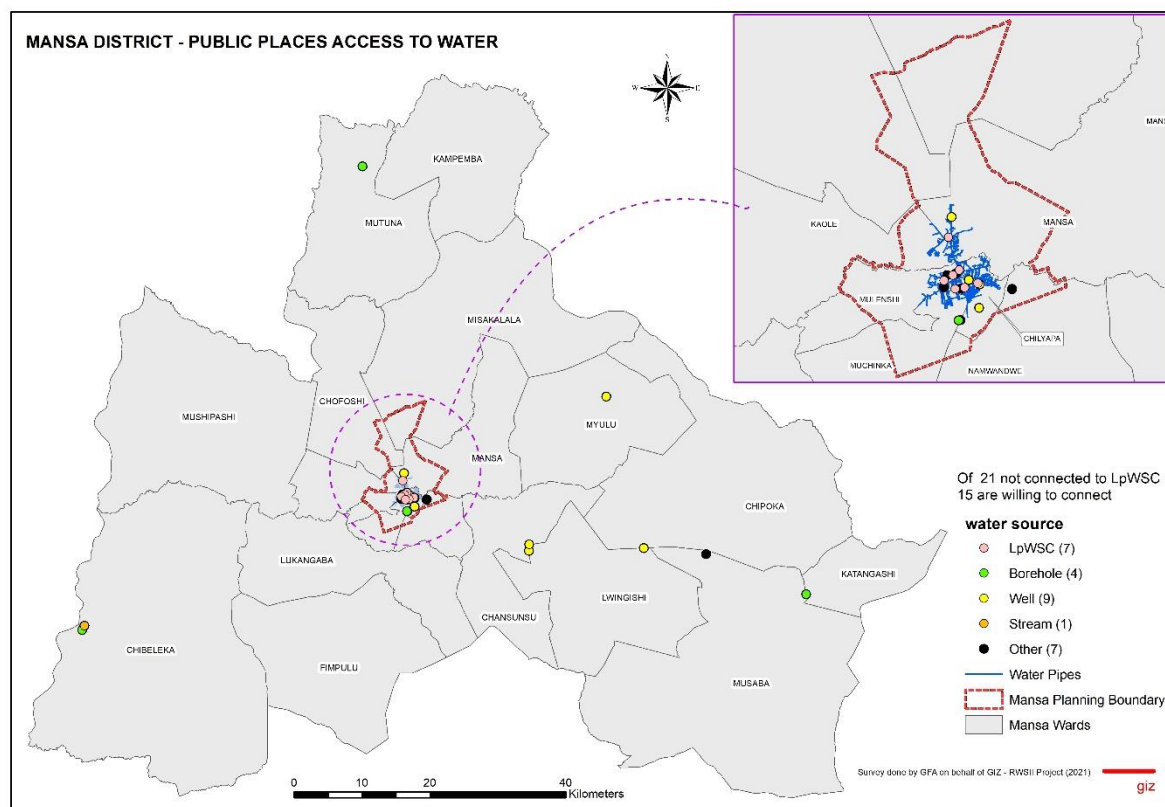 MANSA DISTRICT - PUBLIC PLACES ACCESS TO WATER
N
W
E
S
KAMPEMBA
MUTUNA
MISAKALALA
CHOFOSHI
MUSHIPASHI
MYULU
MANSA
CHIPOKA
LUKANGABA
KATANGASHI
LWINGISHI
CHANSUNSU
CHIBELEKA
FIMPULU
MUSABA
MANS
KAOLE
MANSA
MULENSHI
CHILYAPA
MUCHINKA
NAMWANDWE
Of 21 not connected to LpWSC
15 are willing to connect
water source
LpWSC (7)
Borehole (4)
Well (9)
Stream (1)
Other (7)
Water Pipes
Mansa Planning Boundary
Mansa Wards
0 10 20 40
Kilometers
Survey done by GFA on behalf of GIZ - RWSII Project (2021)
giz